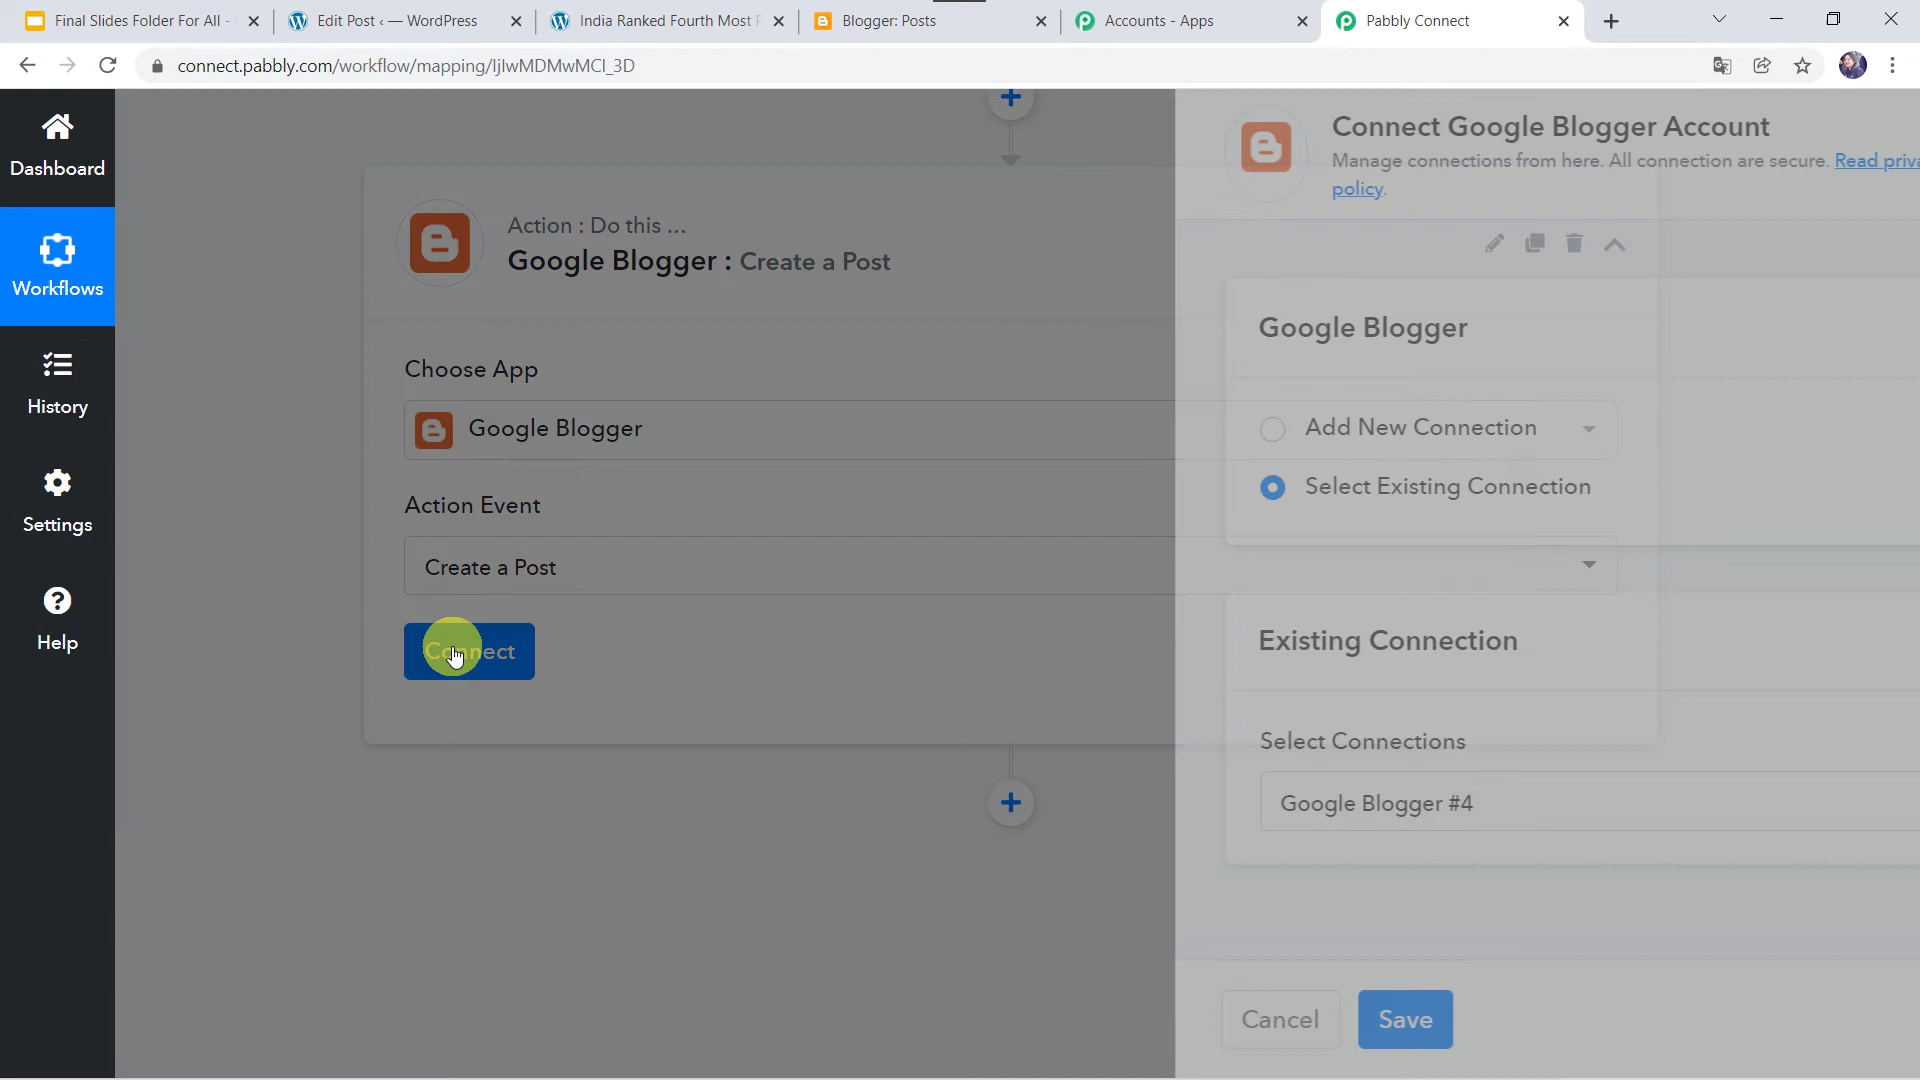 Final Slides Folder For All -
Edit Post ‹ — WordPress
India Ranked Fourth Most P
Blogger: Posts
Accounts - Apps
Pabbly Connect
connect.pabbly.com/workflow/mapping/IjIwMDMwMCI_3D
Dashboard
Workflows
History
Settings
Help
Action : Do this ...
Google Blogger : Create a Post
Choose App
Google Blogger
Action Event
Create a Post
Connect
Connect Google Blogger Account
Manage connections from here. All connection are secure. Read priva
policy.
Google Blogger
Add New Connection
Select Existing Connection
Existing Connection
Select Connections
Google Blogger #4
Cancel
Save